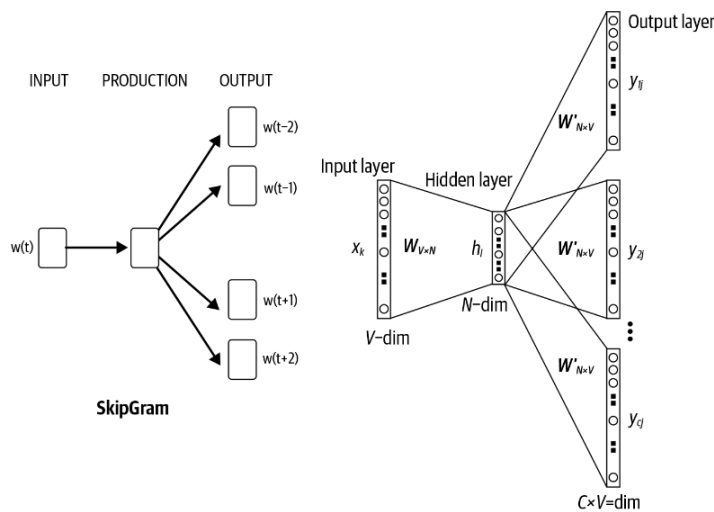 INPUT PRODUCTION OUTPUT
w(t−2)
w(t−1)
w(t)
w(t+1)
w(t+2)
SkipGram
Output layer
y1j
W'N×V
Input layer
Hidden layer
xk
WV×N
hi
W'N×V
y2j
N−dim
V−dim
W'N×V
ycj
C×V=dim